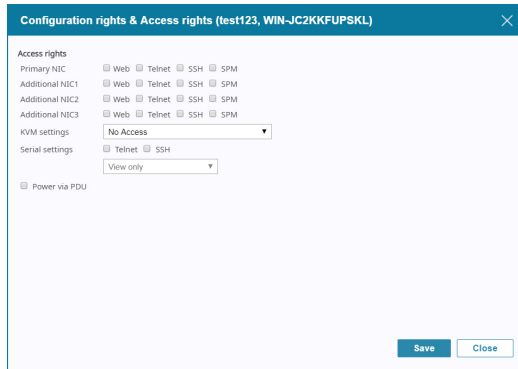 Configuration rights & Access rights (test123, WIN-JC2KKFUPSKL)
Access rights
Primary NIC Web Telnet SSH SPM
Additional NIC1 Web Telnet SSH SPM
Additional NIC2 Web Telnet SSH SPM
Additional NIC3 Web Telnet SSH SPM
KVM settings No Access
Serial settings Telnet SSH
View only
Power via PDU
Save Close